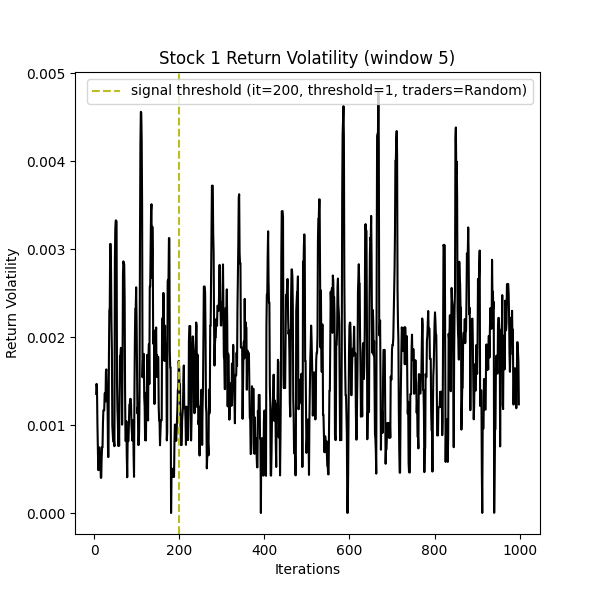 Stock 1 Return Volatility (window 5)
signal threshold (it=200, threshold=1, traders=Random)
0.005
0.004
0.003
0.002
0.001
0.000
Return Volatility
0 200 400 600 800 1000
Iterations